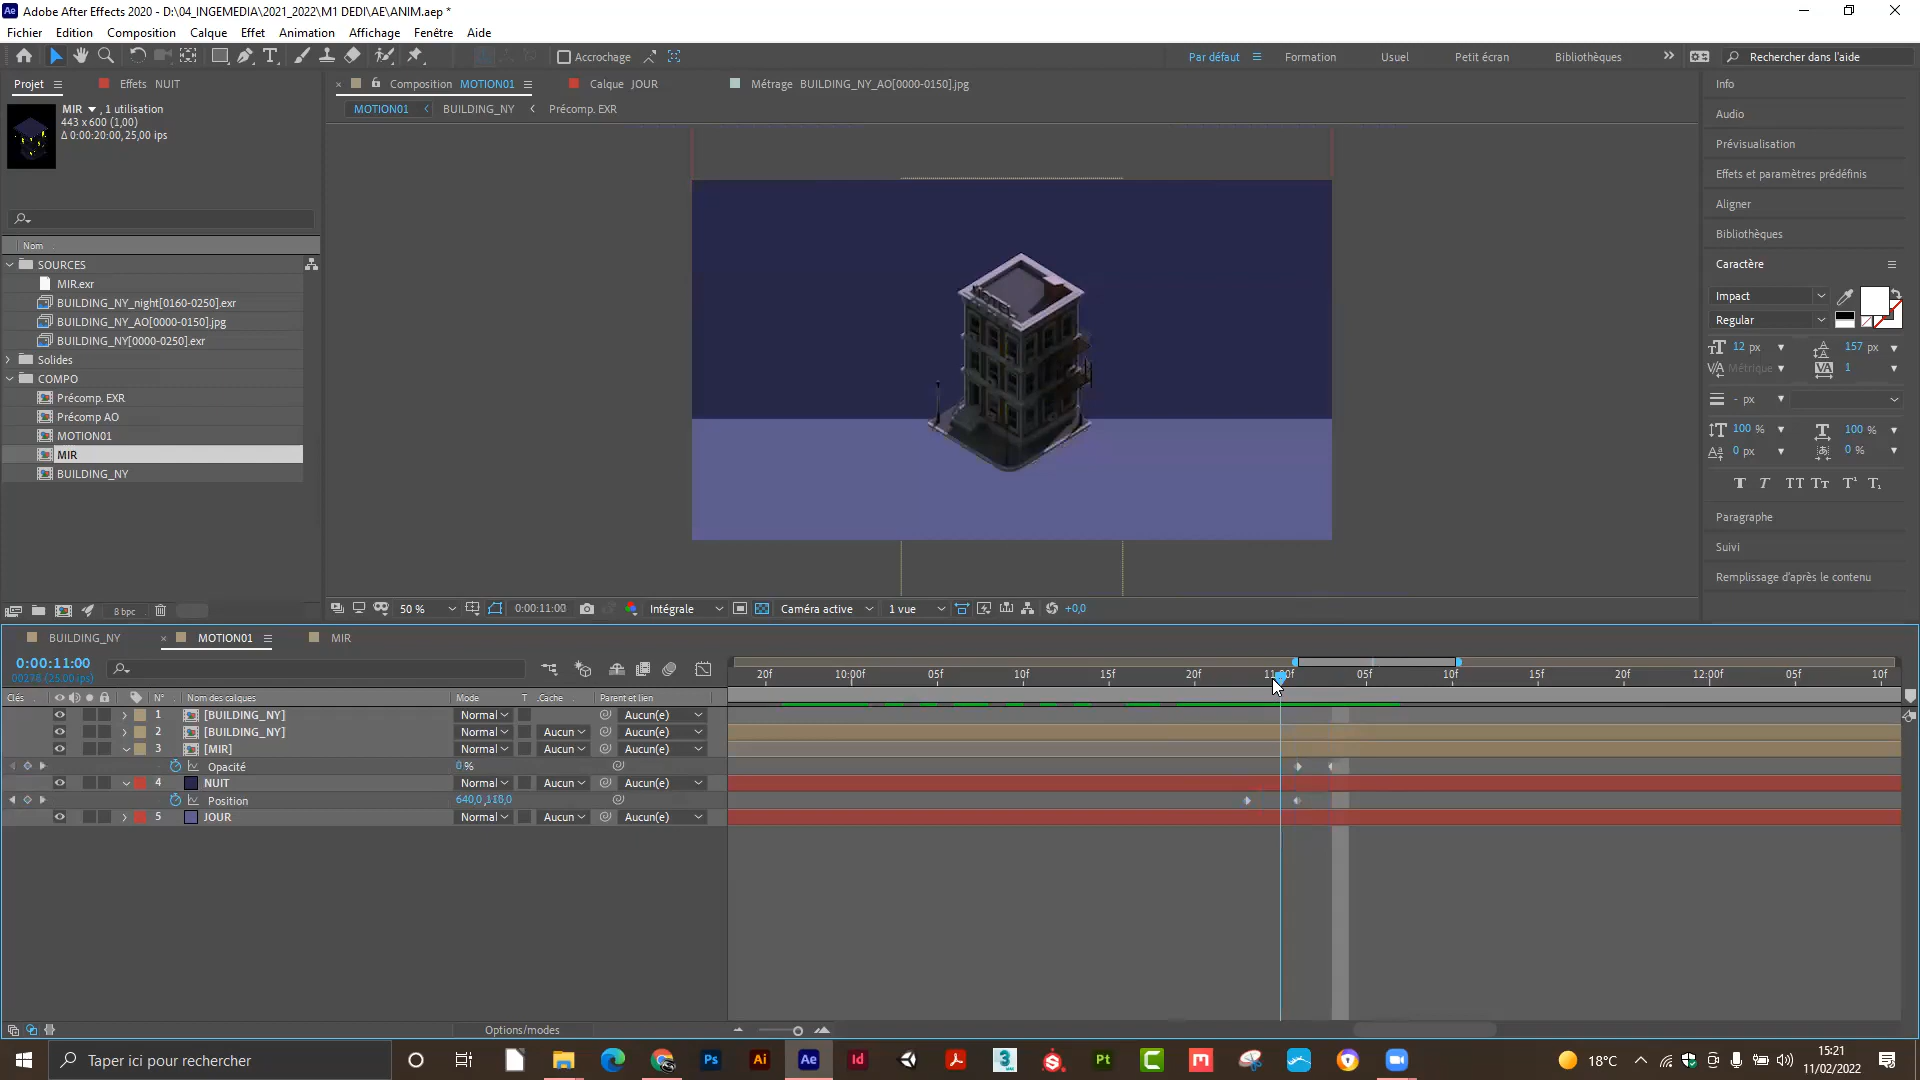 Adobe After Effects 2020 - D:\04_INGEMEDIA\2021_2022\M1 DEDI\AE\ANIM.aep *
Fichier Edition Composition Calque Effet Animation Affichage Fenêtre Aide
Accrochage Par défaut Formation Usuel Petit écran Bibliothèques Rechercher dans l'aide
Projet Effets NUIT Composition MOTION01 Calque JOUR Métrage BUILDING_NY_AO[0000-0150].jpg
MIR , 1 utilisation
443 x 600 (1,00)
Δ 0:00:20:00, 25,00 ips
MOTION01 BUILDING_NY Précomp. EXR
Nom
SOURCES
MIR.exr
BUILDING_NY_night[0160-0250].exr
BUILDING_NY_AO[0000-0150].jpg
BUILDING_NY[0000-0250].exr
Solides
COMPO
Précomp. EXR
Précomp AO
MOTION01
MIR
BUILDING_NY
8 bpc
50 % 0:00:11:00 Intégrale Caméra active 1 vue +0,0
Info
Audio
Prévisualisation
Effets et paramètres prédéfinis
Aligner
Bibliothèques
Caractère
Impact
Regular
12 px 157 px
Métrique 1
- px
100 % 100 %
0 px 0 %
Paragraphe
Suivi
Remplissage d'après le contenu
BUILDING_NY MOTION01 MIR
0:00:11:00
00276 (25.00 ips)
20f 10:00f 05f 10f 15f 20f 05f 10f 15f 20f 12:00f 05f 10f
Clés N° Nom des calques Mode T .Cache Parent et lien
1 [BUILDING_NY] Normal Aucun(e)
2 [BUILDING_NY] Normal Aucun Aucun(e)
3 [MIR] Normal Aucun Aucun(e)
Opacité 0 %
4 NUIT Normal Aucun Aucun(e)
Position 640,0,118,0
5 JOUR Normal Aucun Aucun(e)
Options/modes
Taper ici pour rechercher
18°C
15:21
11/02/2022